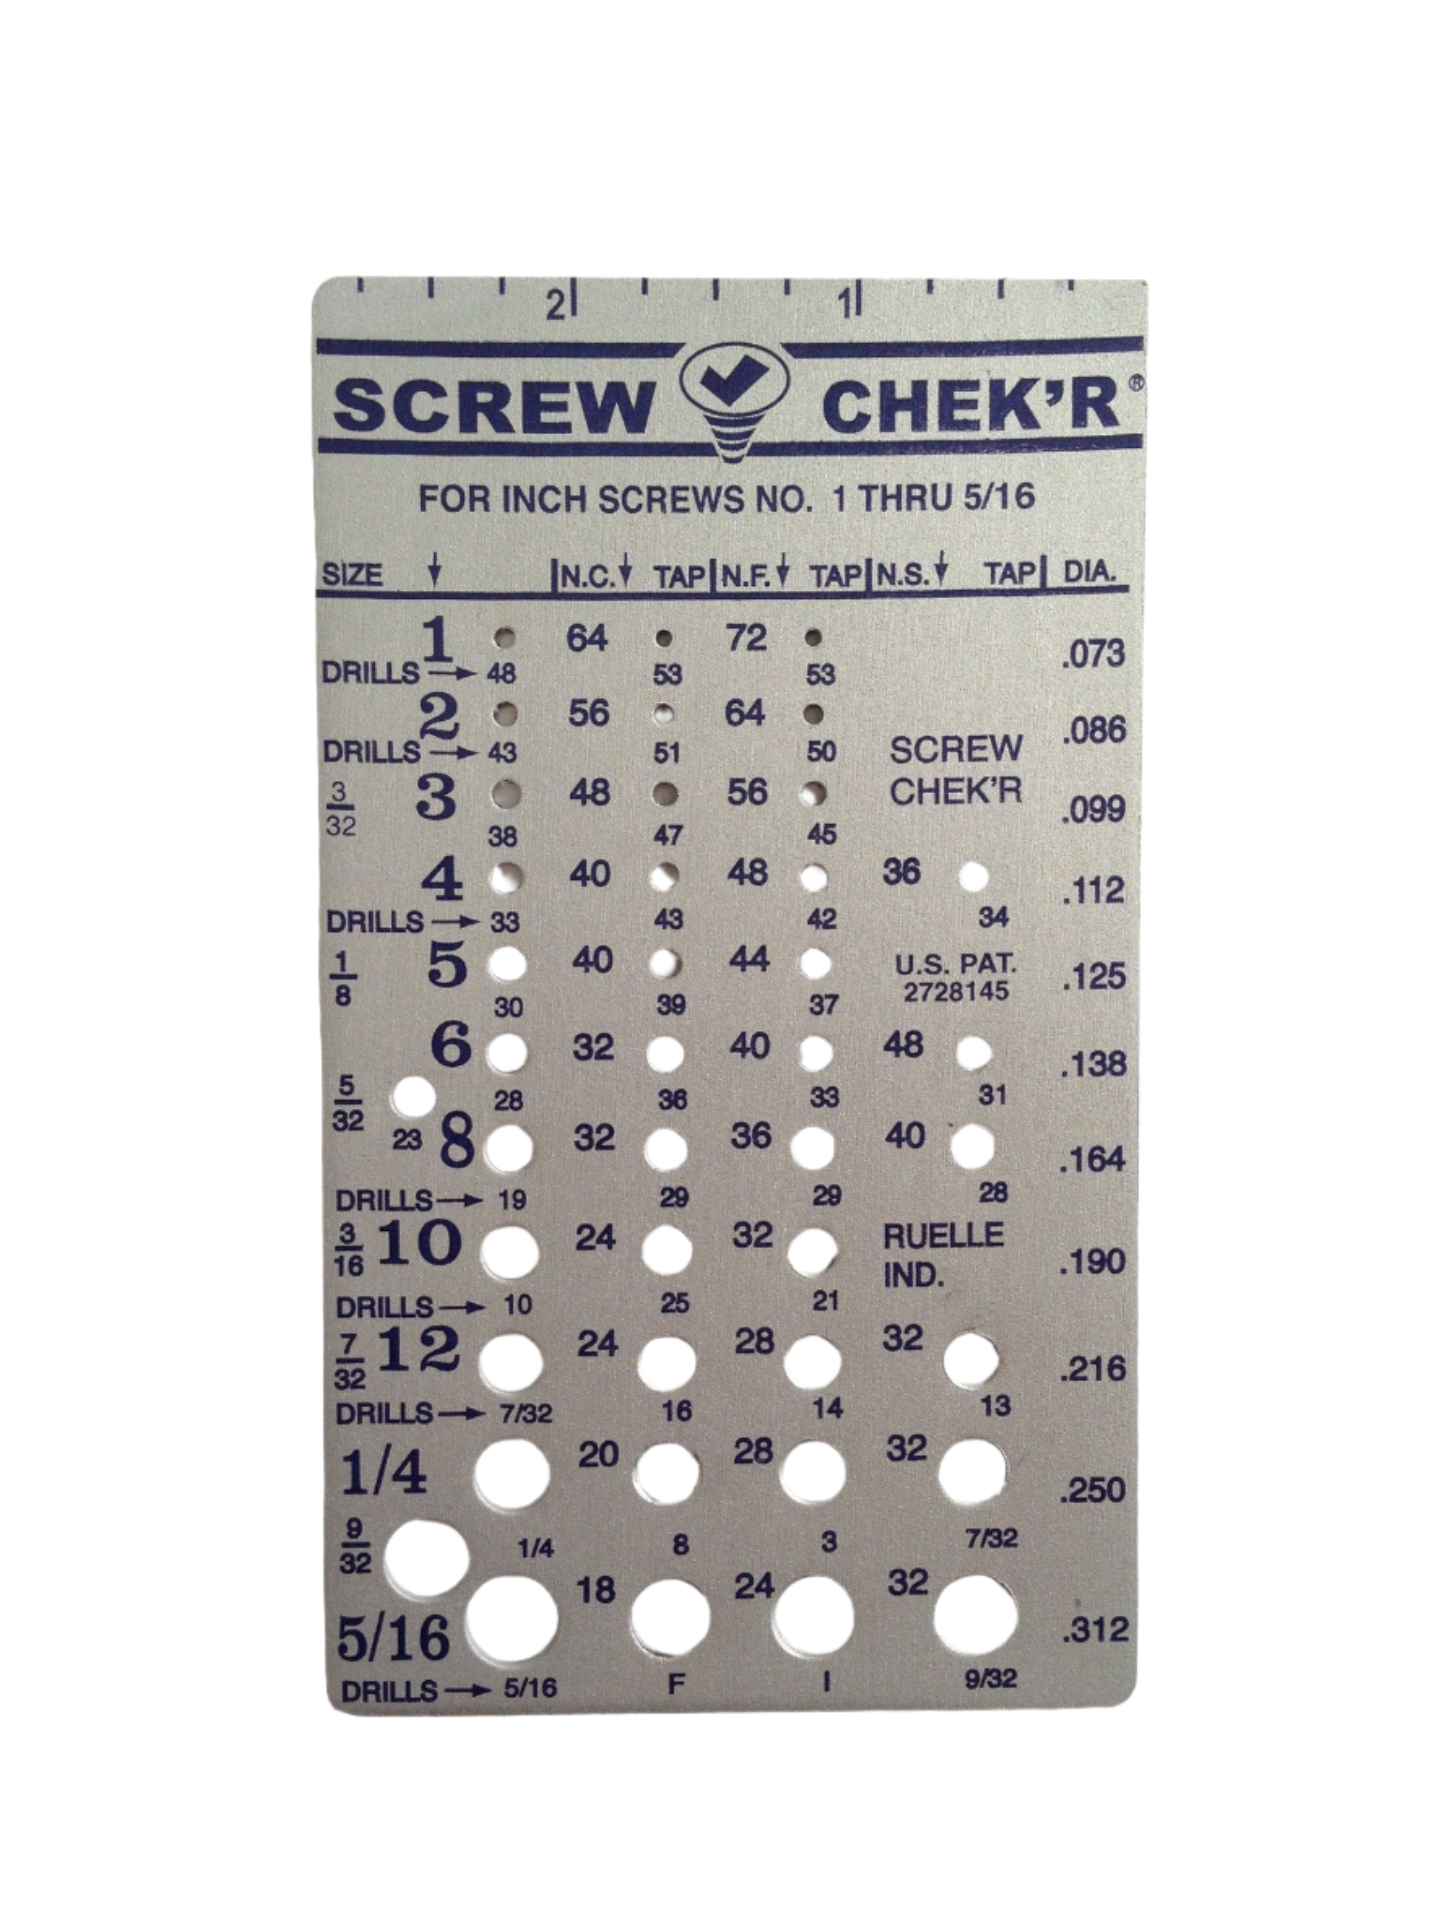 2 1
SCREW CHEK'R®
FOR INCH SCREWS NO. 1 THRU 5/16
SIZE ↓ N.C.↓ TAP N.F.↓ TAP N.S.↓ TAP DIA.
1 64 72 .073
DRILLS → 48 53 53
2 56 64 .086
DRILLS → 43 51 50
SCREW
CHEK'R
3/32 3 48 56 .099
38 47 45
4 40 48 36 .112
DRILLS → 33 43 42 34
1/8 5 40 44 .125
U.S. PAT.
2728145
30 39 37
6 32 40 48 .138
5/32 28 36 33 31
23 8 32 36 40 .164
DRILLS → 19 29 29 28
3/16 10 24 32 .190
RUELLE
IND.
DRILLS → 10 25 21
7/32 12 24 28 32 .216
DRILLS → 7/32 16 14 13
1/4 20 28 32 .250
9/32 1/4 8 3 7/32
5/16 18 24 32 .312
DRILLS → 5/16 F I 9/32